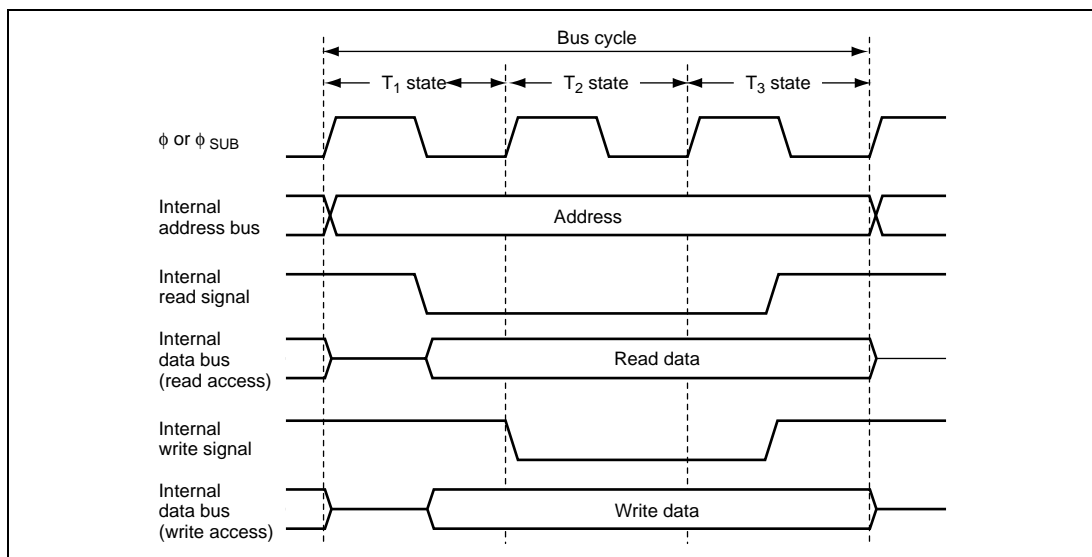 Bus cycle
T1 state
T2 state
T3 state
φ or φ SUB
Internal
address bus
Address
Internal
read signal
Internal
data bus
(read access)
Read data
Internal
write signal
Internal
data bus
(write access)
Write data